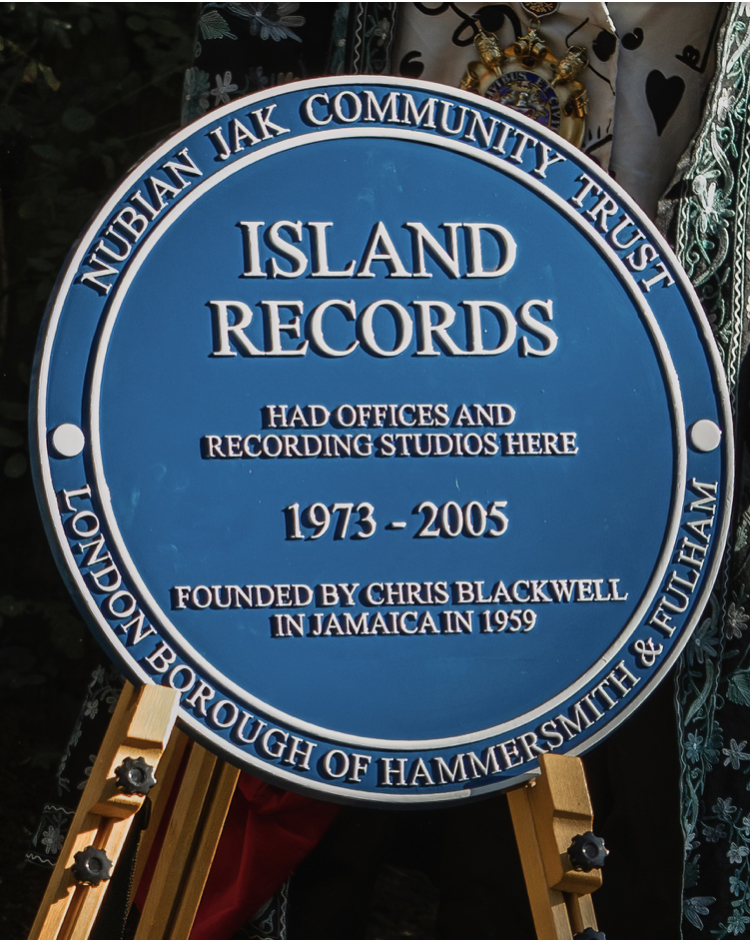 NUBIAN JAK COMMUNITY TRUST
ISLAND
RECORDS
HAD OFFICES AND
RECORDING STUDIOS HERE
1973 - 2005
FOUNDED BY CHRIS BLACKWELL
IN JAMAICA IN 1959
LONDON BOROUGH OF HAMMERSMITH & FULHAM